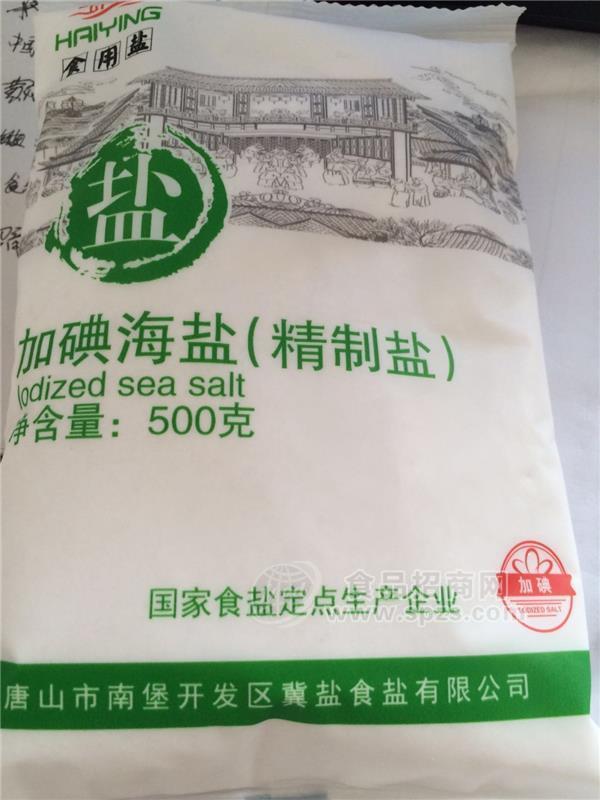 HAIYING
食用盐
盐
加碘海盐(精制盐)
Iodized sea salt
净含量：500克
食品招商网
www.spzs.com
加碘
IODIZED SALT
国家食盐定点生产企业
唐山市南堡开发区冀盐食盐有限公司